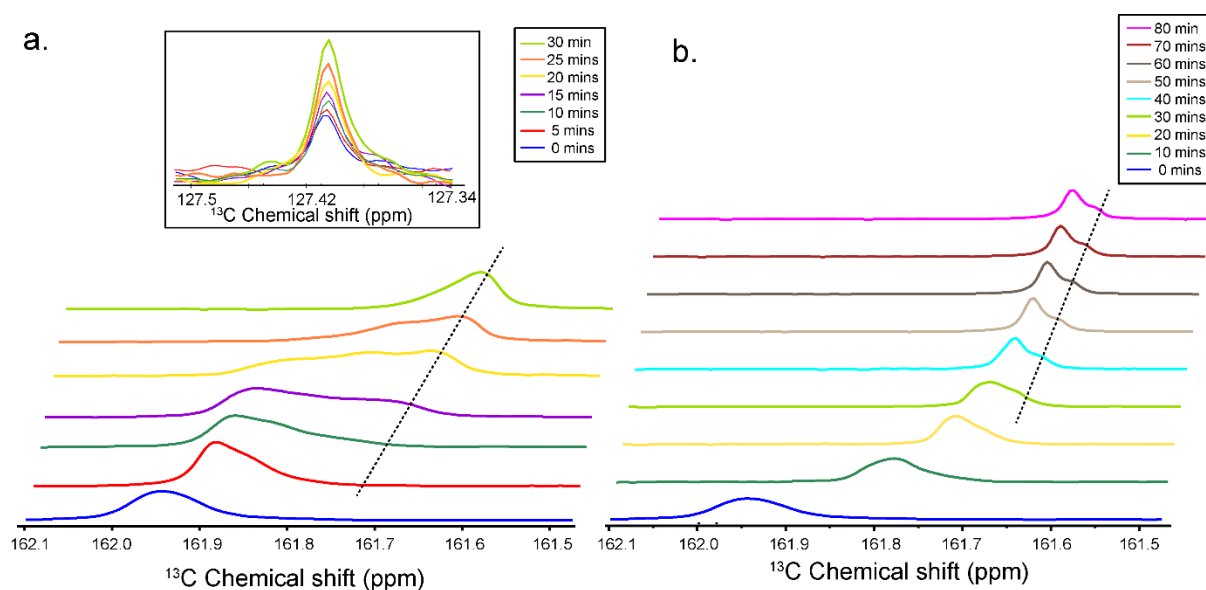 a.
30 min
25 mins
20 mins
15 mins
10 mins
5 mins
0 mins
127.5 127.42 127.34
¹³C Chemical shift (ppm)
162.1 162.0 161.9 161.8 161.7 161.6 161.5
¹³C Chemical shift (ppm)
b.
80 min
70 mins
60 mins
50 mins
40 mins
30 mins
20 mins
10 mins
0 mins
162.1 162.0 161.9 161.8 161.7 161.6 161.5
¹³C Chemical shift (ppm)